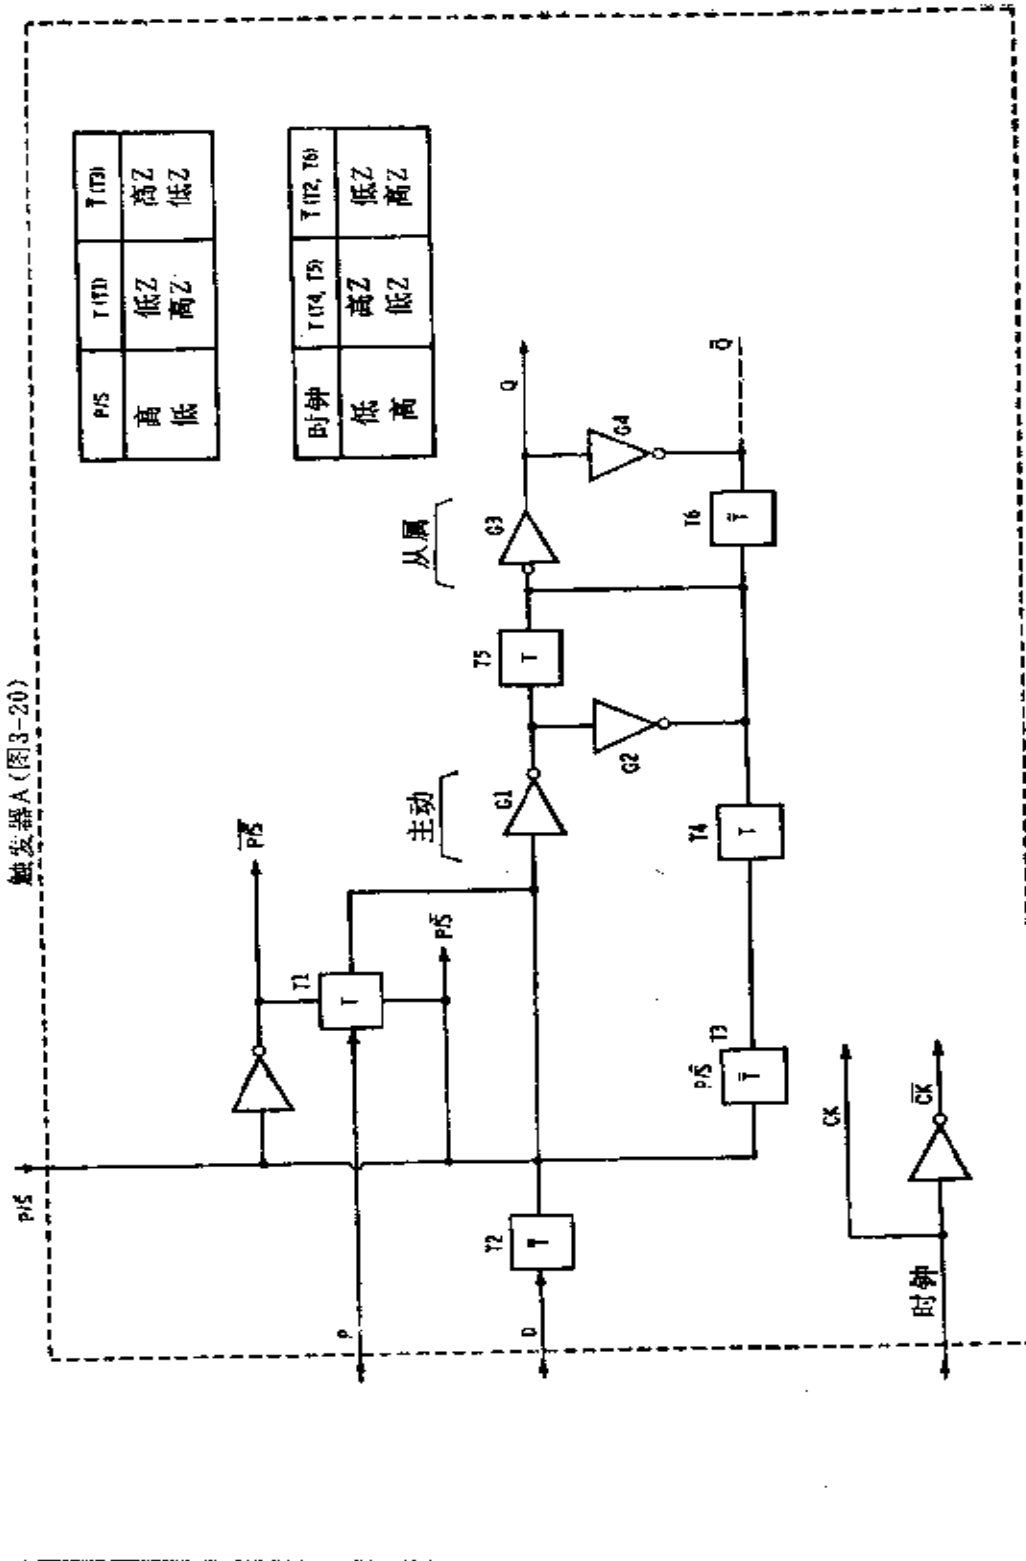 触发器A(图3-20)
P/S̄
P/S̄ T(T1) T̄(T3)
高 低Z 高Z
低 高Z 低Z
时钟 T(T4, T5) T̄(T2, T6)
低 高Z 低Z
高 低Z 高Z
P̅/̅S̅
T1
T
P
P/S̄
主动
从属
D
T2
T̄
G1
T5
T
G3
Q
G2
G4
P/S̄
T3
T̄
T4
T
T6
T̄
Q̄
时钟
CK
C̅K̅